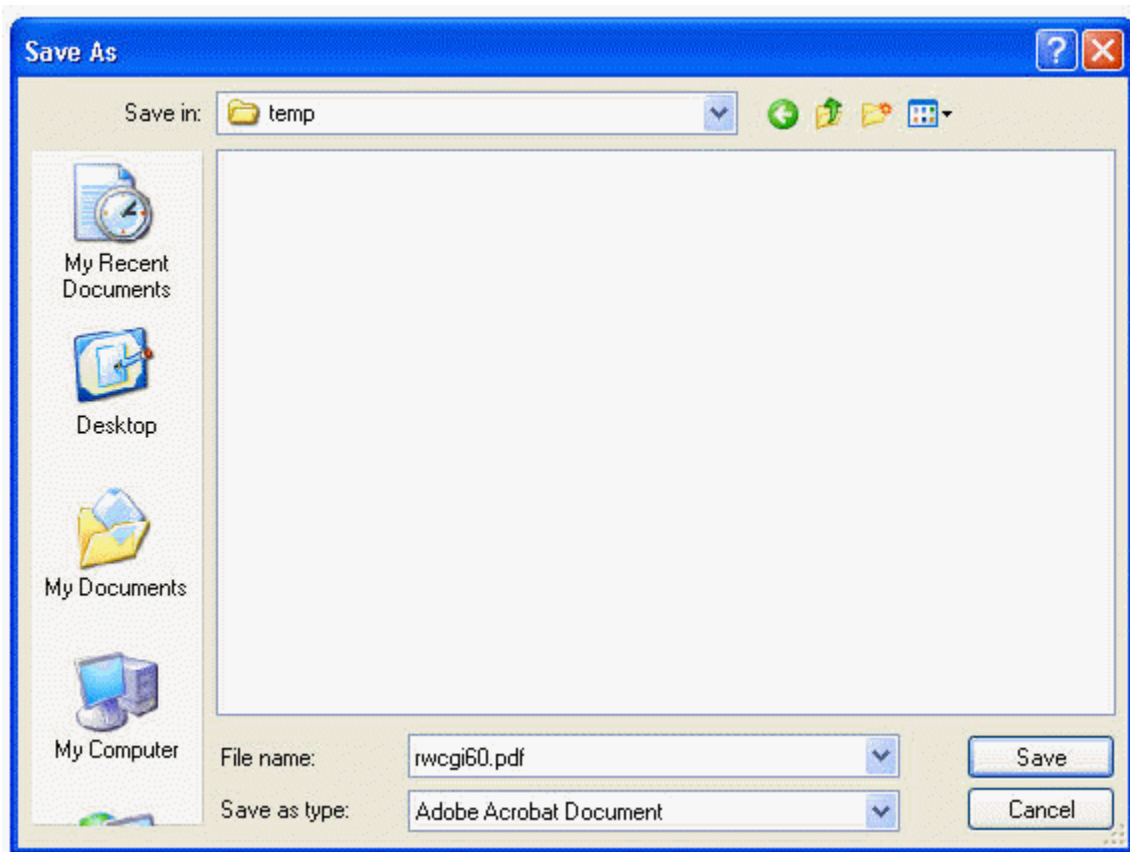 Save As
Save in: temp
My Recent
Documents
Desktop
My Documents
My Computer
File name: rwcgi60.pdf Save
Save as type: Adobe Acrobat Document Cancel